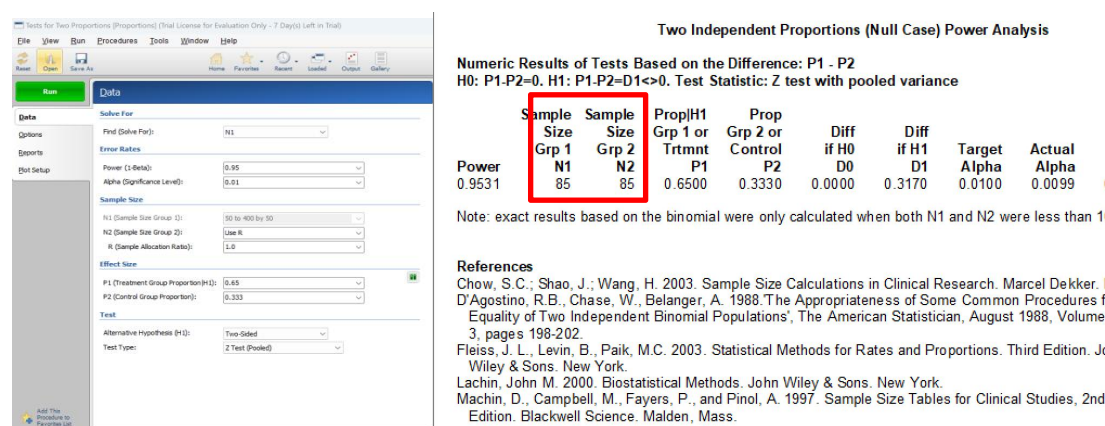 Tests for Two Proportions [Proportions] (Trial License for Evaluation Only - 7 Day(s) Left in Trial)
File View Run Procedures Tools Window Help
Reset Open Save As Home Favorites Recent Loaded Output Gallery
Run
Data
Data
Options
Reports
Plot Setup
Solve For
Find (Solve For): N1
Error Rates
Power (1-Beta): 0.95
Alpha (Significance Level): 0.01
Sample Size
N1 (Sample Size Group 1): 50 to 400 by 50
N2 (Sample Size Group 2): Use R
R (Sample Allocation Ratio): 1.0
Effect Size
P1 (Treatment Group Proportion|H1): 0.65
P2 (Control Group Proportion): 0.333
Test
Alternative Hypothesis (H1): Two-Sided
Test Type: Z Test (Pooled)
Add This
Procedure to
Favorites List
Two Independent Proportions (Null Case) Power Analysis
Numeric Results of Tests Based on the Difference: P1 - P2
H0: P1-P2=0. H1: P1-P2=D1<>0. Test Statistic: Z test with pooled variance
Sample Sample Prop|H1 Prop
Size Size Grp 1 or Grp 2 or Diff Diff
Grp 1 Grp 2 Trtmnt Control if H0 if H1 Target Actual
Power N1 N2 P1 P2 D0 D1 Alpha Alpha
0.9531 85 85 0.6500 0.3330 0.0000 0.3170 0.0100 0.0099
Note: exact results based on the binomial were only calculated when both N1 and N2 were less than 1
References
Chow, S.C.; Shao, J.; Wang, H. 2003. Sample Size Calculations in Clinical Research. Marcel Dekker.
D'Agostino, R.B., Chase, W., Belanger, A. 1988.'The Appropriateness of Some Common Procedures f
Equality of Two Independent Binomial Populations', The American Statistician, August 1988, Volume
3, pages 198-202.
Fleiss, J. L., Levin, B., Paik, M.C. 2003. Statistical Methods for Rates and Proportions. Third Edition. Jo
Wiley & Sons. New York.
Lachin, John M. 2000. Biostatistical Methods. John Wiley & Sons. New York.
Machin, D., Campbell, M., Fayers, P., and Pinol, A. 1997. Sample Size Tables for Clinical Studies, 2nd
Edition. Blackwell Science. Malden, Mass.